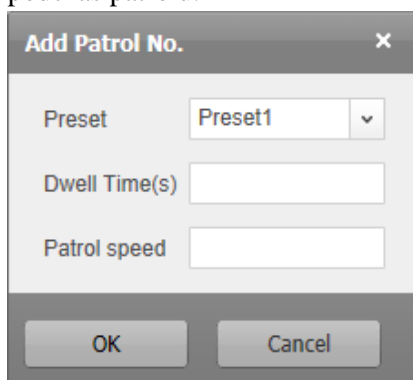 Add Patrol No. ×
Preset Preset1
Dwell Time(s)
Patrol speed
OK Cancel